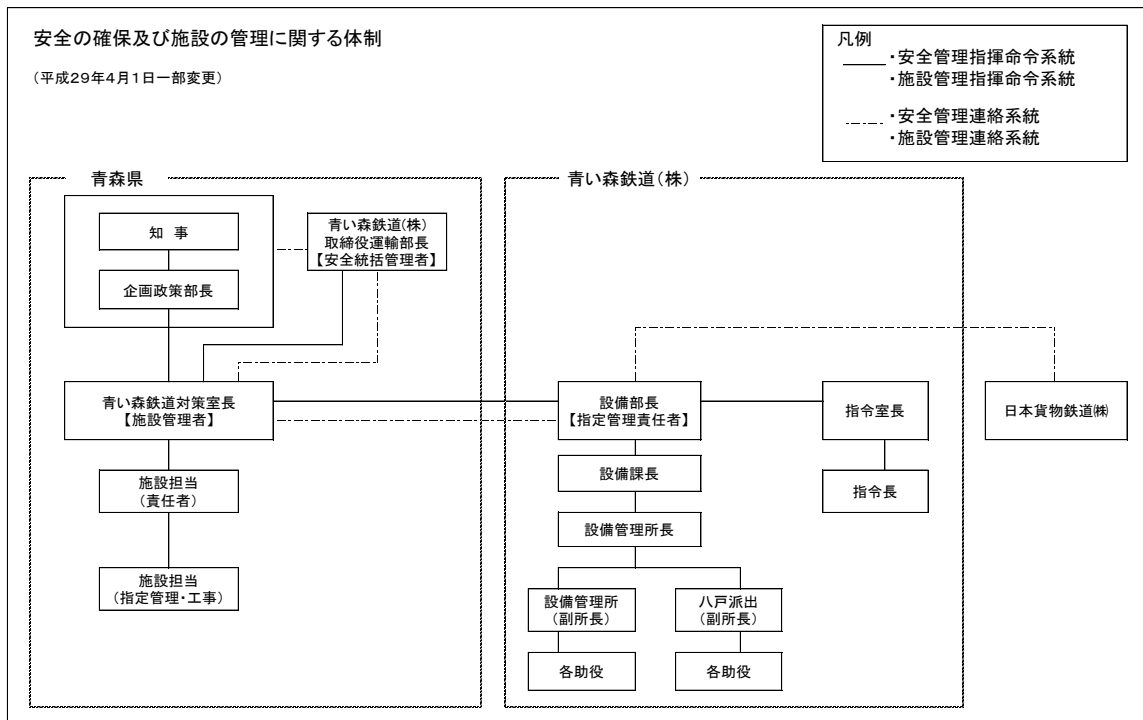 安全の確保及び施設の管理に関する体制
(平成29年4月1日一部変更)
凡例
・安全管理指揮命令系統
・施設管理指揮命令系統
・安全管理連絡系統
・施設管理連絡系統
青森県
知 事
企画政策部長
青い森鉄道(株)
取締役運輸部長
【安全統括管理者】
青い森鉄道対策室長
【施設管理者】
施設担当
(責任者)
施設担当
(指定管理・工事)
青い森鉄道(株)
設備部長
【指定管理責任者】
設備課長
設備管理所長
設備管理所
(副所長)
各助役
八戸派出
(副所長)
各助役
指令室長
指令長
日本貨物鉄道㈱